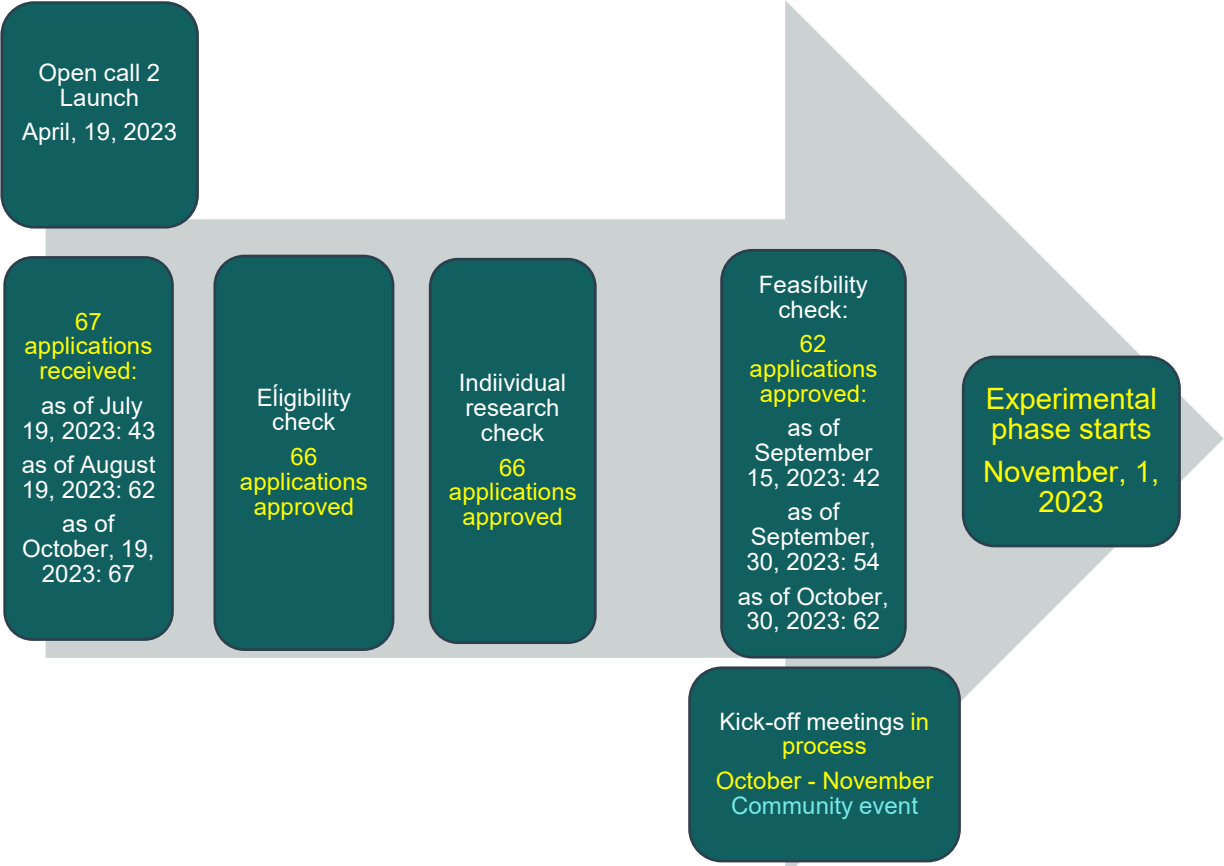 Open call 2
Launch
April, 19, 2023
67
applications
received:
as of July
19, 2023: 43
as of August
19, 2023: 62
as of
October, 19,
2023: 67
Eĺigibility
check
66
applications
approved
Indiividual
research
check
66
applications
approved
Feasíbility
check:
62
applications
approved:
as of
September
15, 2023: 42
as of
September,
30, 2023: 54
as of October,
30, 2023: 62
Kick-off meetings in
process
October - November
Community event
Experimental
phase starts
November, 1,
2023